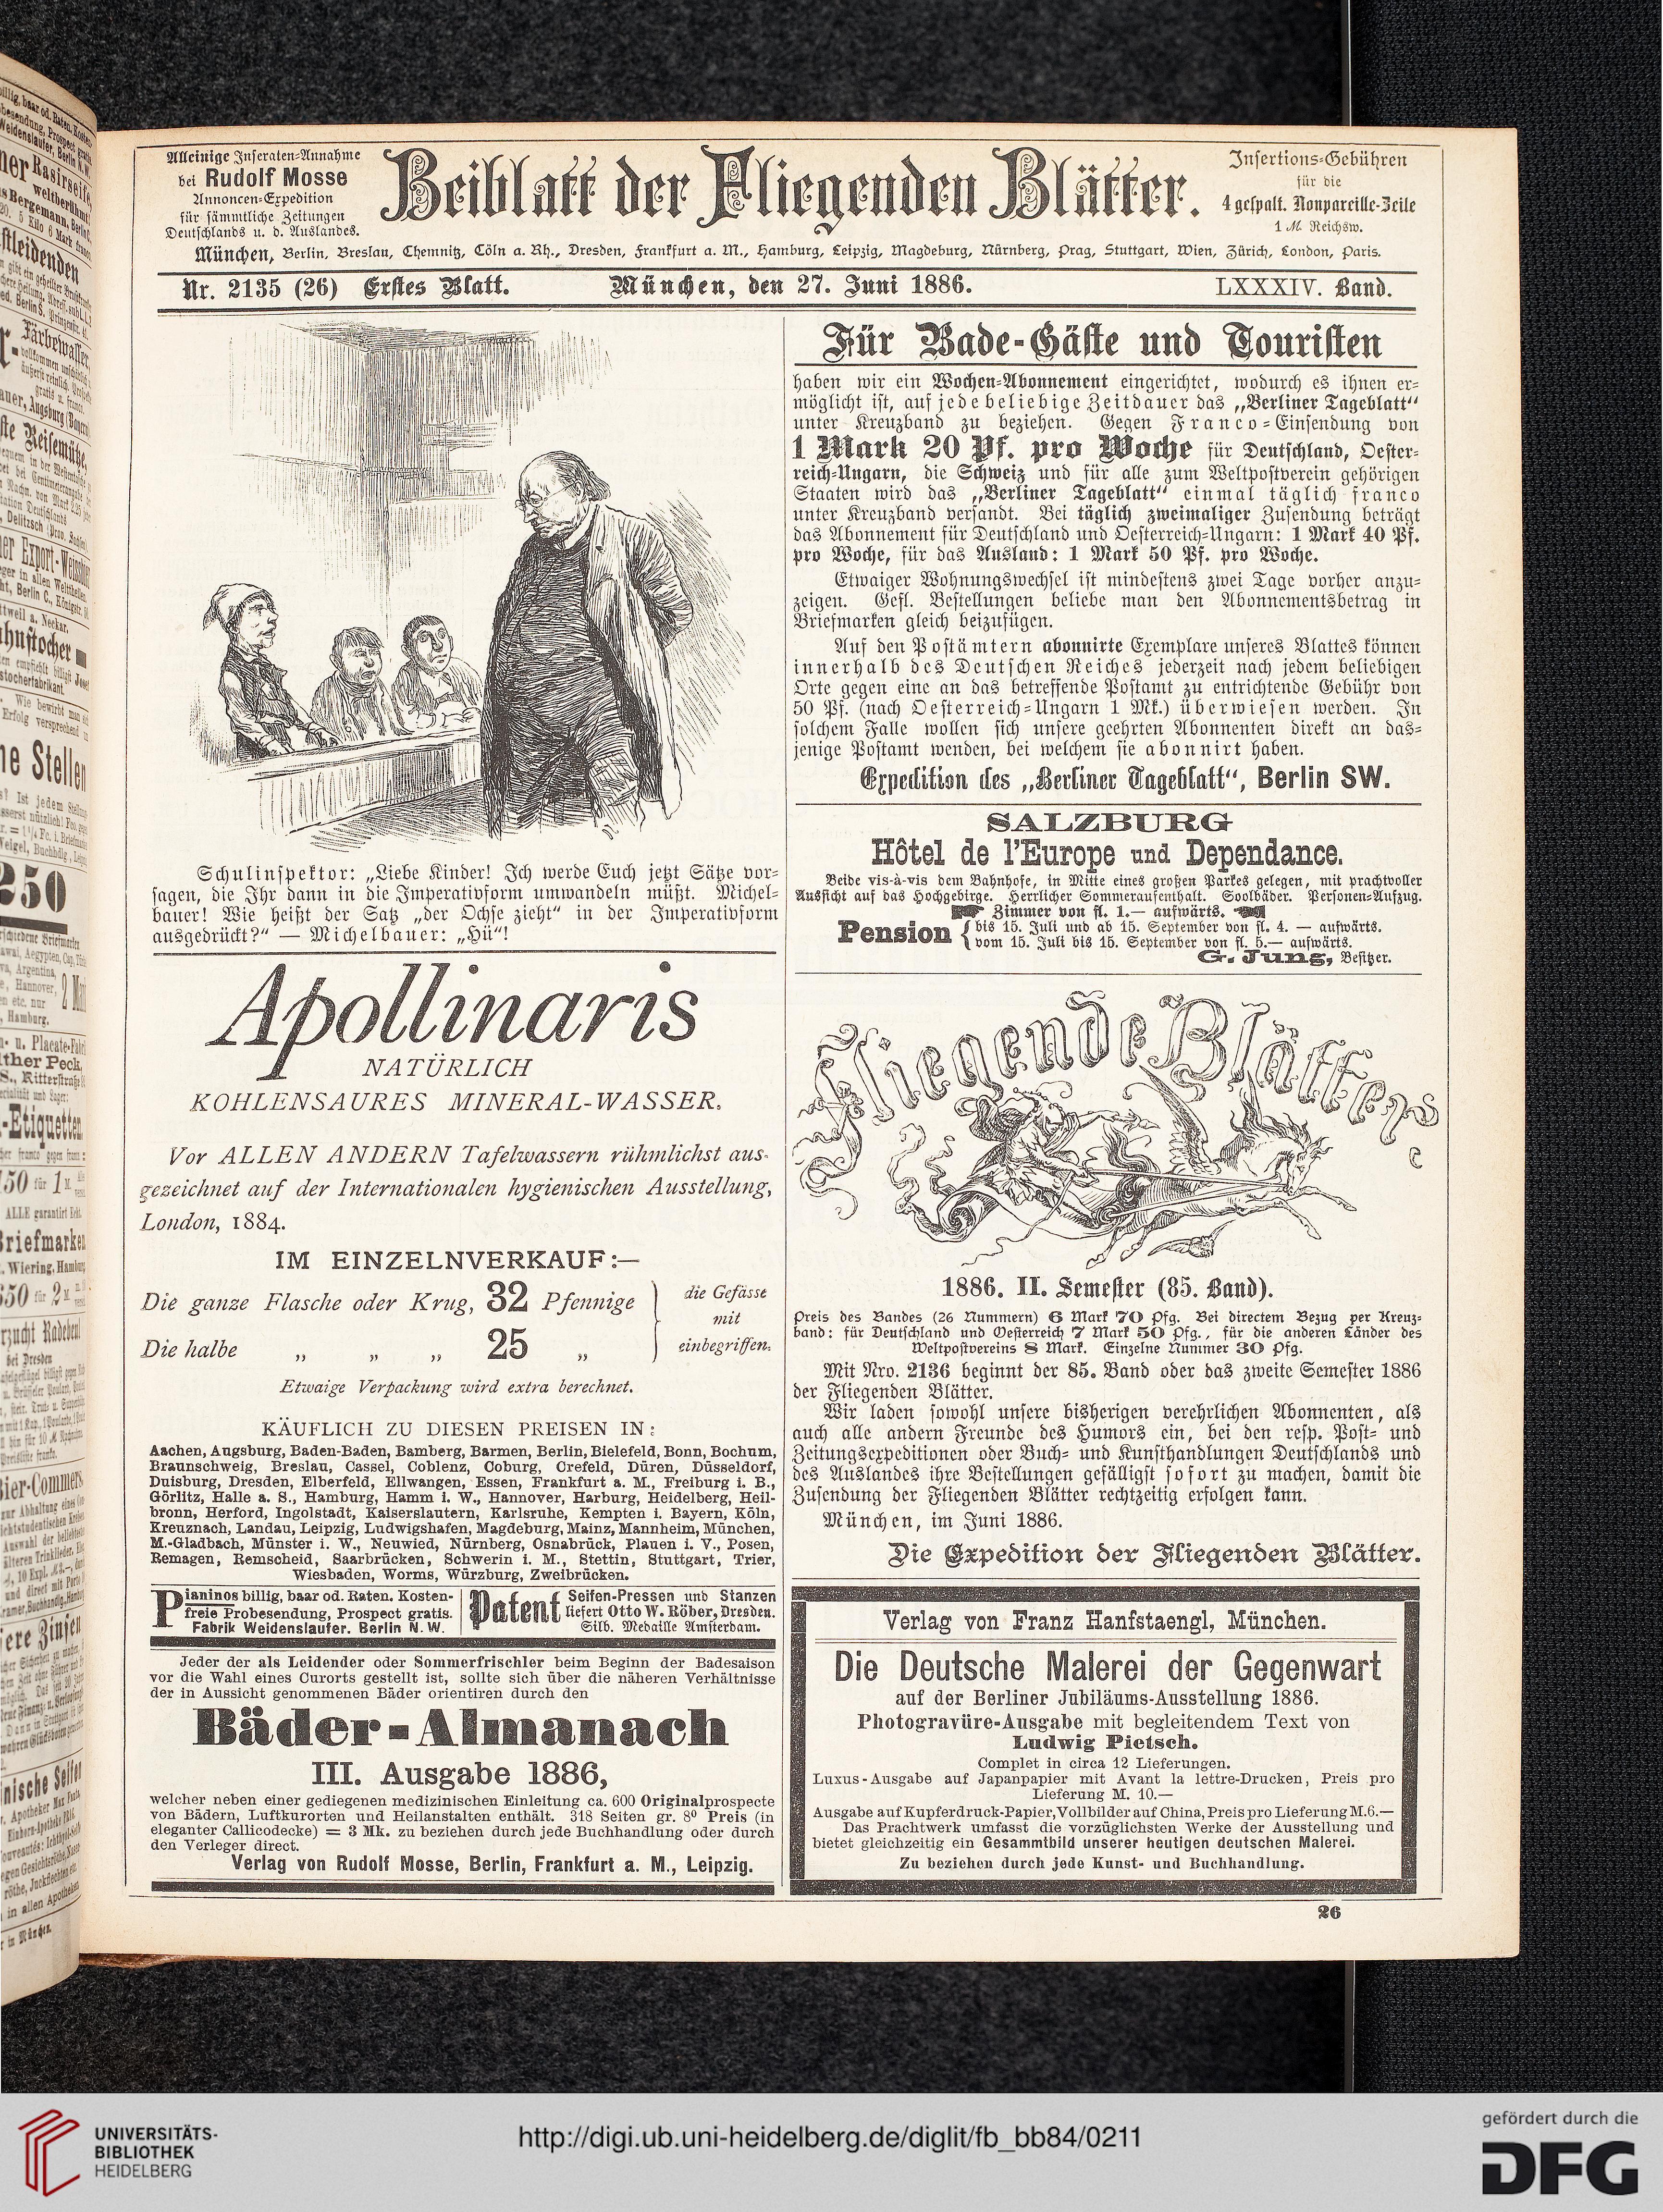 Alleinige Inseraten-Annahme
bei Rudolf Mosse
Annoncen-Expedition
für sämmtliche Zeitungen
Deutschlands u. d. Auslandes.
Beiblatt der Fliegenden Blätter.
Insertions-Gebühren
für die
4 gespalt. Nonpareille-Zeile
1 M. Reichsw.
München, Berlin, Breslau, Chemnitz, Cöln a. Rh., Dresden, Frankfurt a. M., Hamburg, Leipzig, Magdeburg, Nürnberg, Prag, Stuttgart, Wien, Zürich, London, Paris.
Nr. 2135 (26) Erstes Blatt. München, den 27. Juni 1886. LXXXIV. Band.
Schulinspektor: „Liebe Kinder! Ich werde Euch jetzt Sätze vor-
sagen, die Ihr dann in die Imperativform umwandeln müßt. Michel-
bauer! Wie heißt der Satz „der Ochse zieht“ in der Imperativform
ausgedrückt?“ — Michelbauer: „Hü“!
Apollinaris
NATÜRLICH
KOHLENSAURES MINERAL-WASSER.
Vor ALLEN ANDERN Tafelwassern rühmlichst aus-
gezeichnet auf der Internationalen hygienischen Ausstellung,
London, 1884.
IM EINZELNVERKAUF:—
Die ganze Flasche oder Krug, 32 Pfennige
Die halbe „ „ „ 25 „
die Gefässe
mit
einbegriffen.
Etwaige Verpackung wird extra berechnet.
KÄUFLICH ZU DIESEN PREISEN IN:
Aachen, Augsburg, Baden-Baden, Bamberg, Barmen, Berlin, Bielefeld, Bonn, Bochum,
Braunschweig, Breslau, Cassel, Coblenz, Coburg, Crefeld, Düren, Düsseldorf,
Duisburg, Dresden, Elberfeld, Ellwangen, Essen, Frankfurt a. M., Freiburg i. B.,
Görlitz, Halle a. S., Hamburg, Hamm i. W., Hannover, Harburg, Heidelberg, Heil-
bronn, Herford, Ingolstadt, Kaiserslautern, Karlsruhe, Kempten i. Bayern, Köln,
Kreuznach, Landau, Leipzig, Ludwigshafen, Magdeburg, Mainz, Mannheim, München,
M.-Gladbach, Münster i. W., Neuwied, Nürnberg, Osnabrück, Plauen i. V., Posen,
Remagen, Remscheid, Saarbrücken, Schwerin i. M., Stettin, Stuttgart, Trier,
Wiesbaden, Worms, Würzburg, Zweibrücken.
Pianinos billig, baar od. Raten. Kosten-
freie Probesendung, Prospect gratis.
Fabrik Weidenslaufer. Berlin N.W.
Patent Seifen-Pressen und Stanzen
liefert Otto W. Röber, Dresden.
Silb. Medaille Amsterdam.
Jeder der als Leidender oder Sommerfrischler beim Beginn der Badesaison
vor die Wahl eines Curorts gestellt ist, sollte sich über die näheren Verhältnisse
der in Aussicht genommenen Bäder orientiren durch den
Bäder-Almanach
III. Ausgabe 1886,
welcher neben einer gediegenen medizinischen Einleitung ca. 600 Originalprospecte
von Bädern, Luftkurorten und Heilanstalten enthält. 318 Seiten gr. 8⁰ Preis (in
eleganter Callicodecke) = 3 Mk. zu beziehen durch jede Buchhandlung oder durch
den Verleger direct.
Verlag von Rudolf Mosse, Berlin, Frankfurt a. M., Leipzig.
Für Bade-Gäste und Touristen
haben wir ein Wochen-Abonnement eingerichtet, wodurch es ihnen er-
möglicht ist, auf jede beliebige Zeitdauer das „Berliner Tageblatt“
unter Kreuzband zu beziehen. Gegen Franco-Einsendung von
1 Mark 20 Pf. pro Woche für Deutschland, Oester-
reich-Ungarn, die Schweiz und für alle zum Weltpostverein gehörigen
Staaten wird das „Berliner Tageblatt“ einmal täglich franco
unter Kreuzband versandt. Bei täglich zweimaliger Zusendung beträgt
das Abonnement für Deutschland und Oesterreich-Ungarn: 1 Mark 40 Pf.
pro Woche, für das Ausland: 1 Mark 50 Pf. pro Woche.
Etwaiger Wohnungswechsel ist mindestens zwei Tage vorher anzu-
zeigen. Gefl. Bestellungen beliebe man den Abonnementsbetrag in
Briefmarken gleich beizufügen.
Auf den Postämtern abonnirte Exemplare unseres Blattes können
innerhalb des Deutschen Reiches jederzeit nach jedem beliebigen
Orte gegen eine an das betreffende Postamt zu entrichtende Gebühr von
50 Pf. (nach Oesterreich-Ungarn 1 Mk.) überwiesen werden. In
solchem Falle wollen sich unsere geehrten Abonnenten direkt an das-
jenige Postamt wenden, bei welchem sie abonnirt haben.
Expedition des „Berliner Tageblatt“, Berlin SW.
SALZBURG
Hôtel de l'Europe und Dependance.
Beide vis-à-vis dem Bahnhofe, in Mitte eines großen Parkes gelegen, mit prachtvoller
Aussicht auf das Hochgebirge. Herrlicher Sommeraufenthalt. Soolbäder. Personen-Aufzug.
Zimmer von fl. 1.— aufwärts.
Pension { bis 15. Juli und ab 15. September von fl. 4. — aufwärts.
vom 15. Juli bis 15. September von fl. 5.— aufwärts.
G. Jung, Besitzer.
Fliegende Blätter
1886. II. Semester (85. Band).
Preis des Bandes (26 Nummern) 6 Mark 70 Pfg. Bei directem Bezug per Kreuz-
band: für Deutschland und Oesterreich 7 Mark 50 Pfg., für die anderen Länder des
Weltpostvereins 8 Mark. Einzelne Nummer 30 Pfg.
Mit Nro. 2136 beginnt der 85. Band oder das zweite Semester 1886
der Fliegenden Blätter.
Wir laden sowohl unsere bisherigen verehrlichen Abonnenten, als
auch alle andern Freunde des Humors ein, bei den resp. Post- und
Zeitungsexpeditionen oder Buch- und Kunsthandlungen Deutschlands und
des Auslandes ihre Bestellungen gefälligst sofort zu machen, damit die
Zusendung der Fliegenden Blätter rechtzeitig erfolgen kann.
München, im Juni 1886.
Die Expedition der Fliegenden Blätter.
Verlag von Franz Hanfstaengl, München.
Die Deutsche Malerei der Gegenwart
auf der Berliner Jubiläums-Ausstellung 1886.
Photogravüre-Ausgabe mit begleitendem Text von
Ludwig Pietsch.
Complet in circa 12 Lieferungen.
Luxus-Ausgabe auf Japanpapier mit Avant la lettre-Drucken, Preis pro
Lieferung M. 10.—
Ausgabe auf Kupferdruck-Papier, Vollbilder auf China, Preis pro Lieferung M. 6.—
Das Prachtwerk umfasst die vorzüglichsten Werke der Ausstellung und
bietet gleichzeitig ein Gesammtbild unserer heutigen deutschen Malerei.
Zu beziehen durch jede Kunst- und Buchhandlung.
26
UNIVERSITÄTS-
BIBLIOTHEK
HEIDELBERG
http://digi.ub.uni-heidelberg.de/diglit/fb_bb84/0211
gefördert durch die
DFG